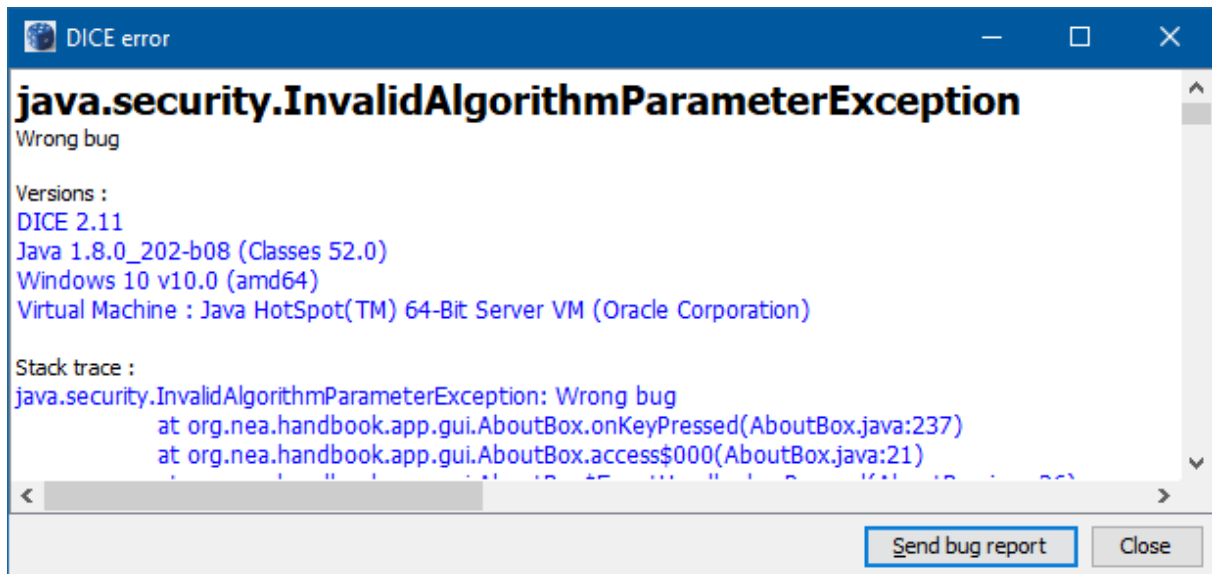 DICE error
java.security.InvalidAlgorithmParameterException
Wrong bug
Versions :
DICE 2.11
Java 1.8.0_202-b08 (Classes 52.0)
Windows 10 v10.0 (amd64)
Virtual Machine : Java HotSpot(TM) 64-Bit Server VM (Oracle Corporation)
Stack trace :
java.security.InvalidAlgorithmParameterException: Wrong bug
at org.nea.handbook.app.gui.AboutBox.onKeyPressed(AboutBox.java:237)
at org.nea.handbook.app.gui.AboutBox.access$000(AboutBox.java:21)
Send bug report
Close